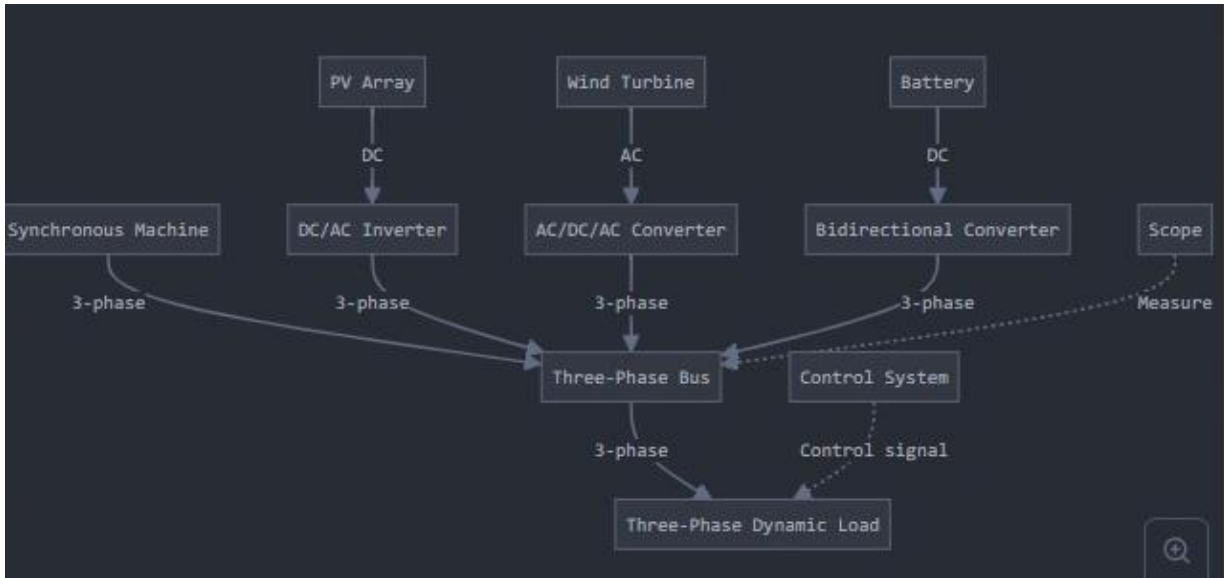 PV Array
Wind Turbine
Battery
DC
AC
DC
Synchronous Machine
DC/AC Inverter
AC/DC/AC Converter
Bidirectional Converter
Scope
3-phase
3-phase
3-phase
3-phase
Measure
Three-Phase Bus
Control System
3-phase
Control signal
Three-Phase Dynamic Load